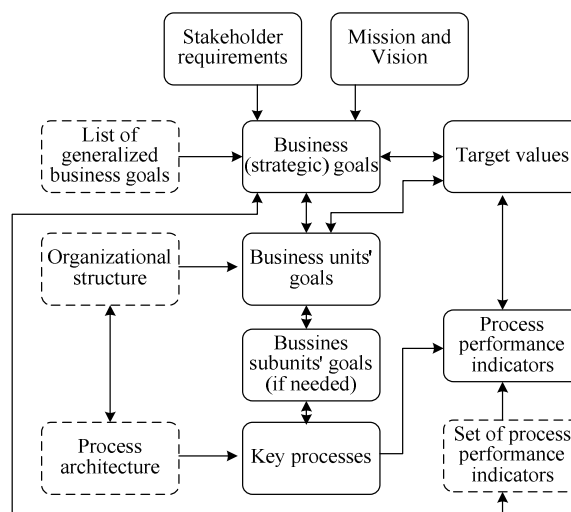 Stakeholder
requirements
Mission and
Vision
List of
generalized
business goals
Business
(strategic) goals
Target values
Organizational
structure
Business units'
goals
Bussines
subunits' goals
(if needed)
Process
performance
indicators
Process
architecture
Key processes
Set of process
performance
indicators